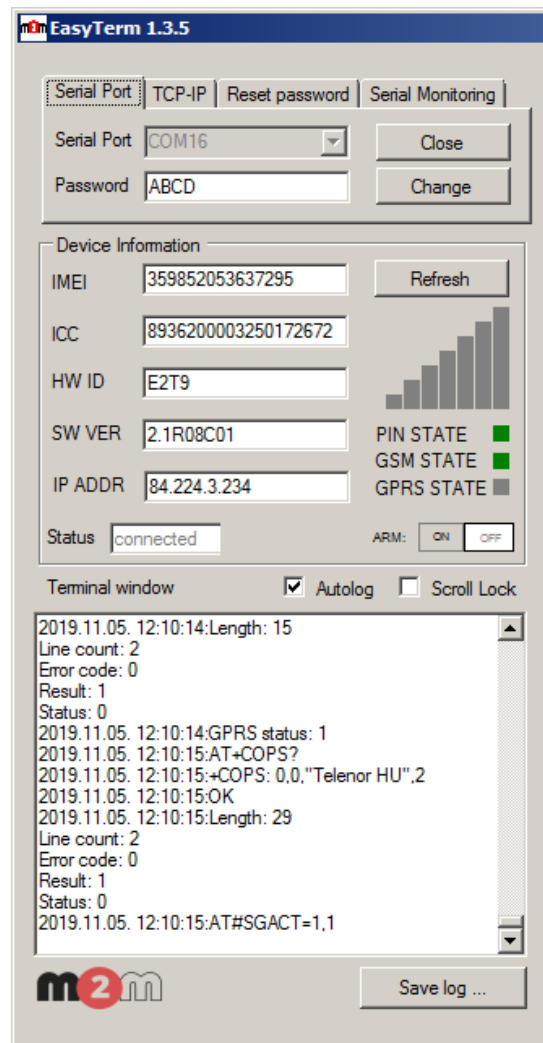 m2m EasyTerm 1.3.5
Serial Port TCP-IP Reset password Serial Monitoring
Serial Port COM16 Close
Password ABCD Change
Device Information
IMEI 359852053637295 Refresh
ICC 8936200003250172672
HW ID E2T9
SW VER 2.1R08C01 PIN STATE
GSM STATE
IP ADDR 84.224.3.234 GPRS STATE
Status connected ARM: ON OFF
Terminal window Autolog Scroll Lock
2019.11.05. 12:10:14:Length: 15
Line count: 2
Error code: 0
Result: 1
Status: 0
2019.11.05. 12:10:14:GPRS status: 1
2019.11.05. 12:10:15:AT+COPS?
2019.11.05. 12:10:15:+COPS: 0,0,"Telenor HU",2
2019.11.05. 12:10:15:OK
2019.11.05. 12:10:15:Length: 29
Line count: 2
Error code: 0
Result: 1
Status: 0
2019.11.05. 12:10:15:AT#SGACT=1,1
m2m Save log ...